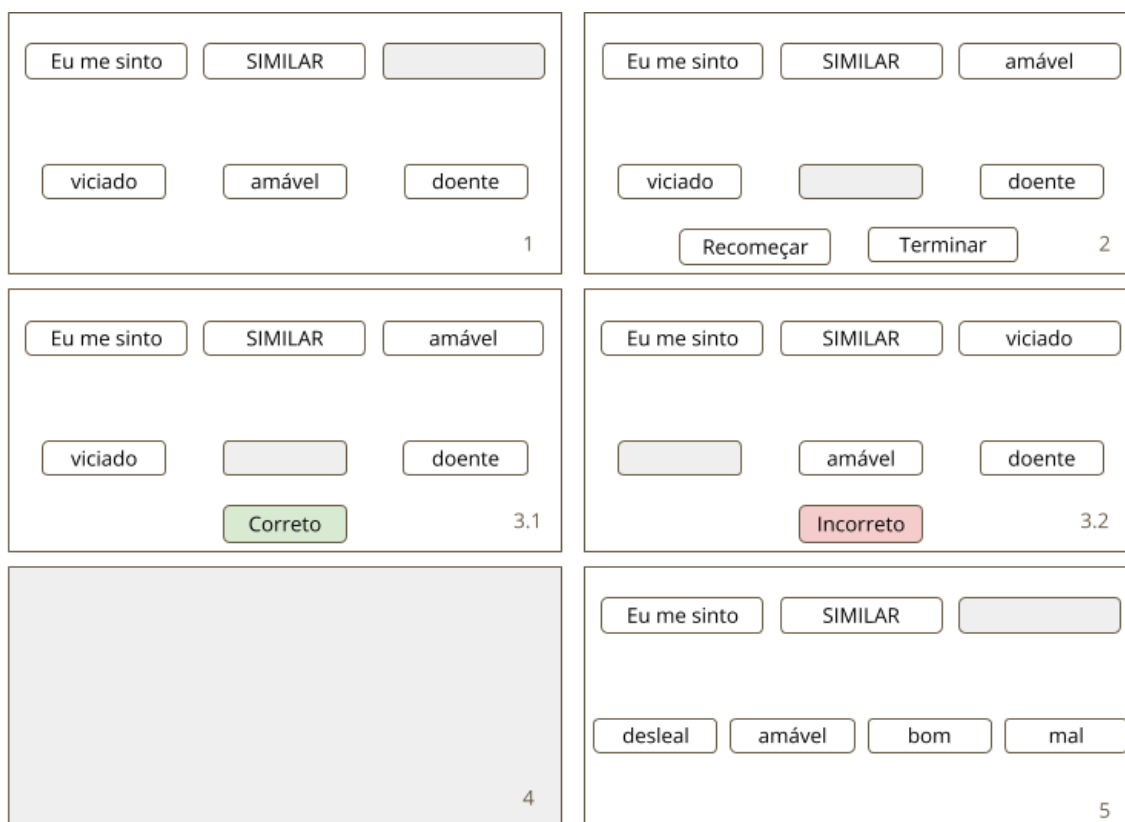 Eu me sinto SIMILAR
viciado amável doente
1
Eu me sinto SIMILAR amável
viciado doente
Recomeçar Terminar 2
Eu me sinto SIMILAR amável
viciado doente
Correto 3.1
Eu me sinto SIMILAR viciado
amável doente
Incorreto 3.2
4
Eu me sinto SIMILAR
desleal amável bom mal
5